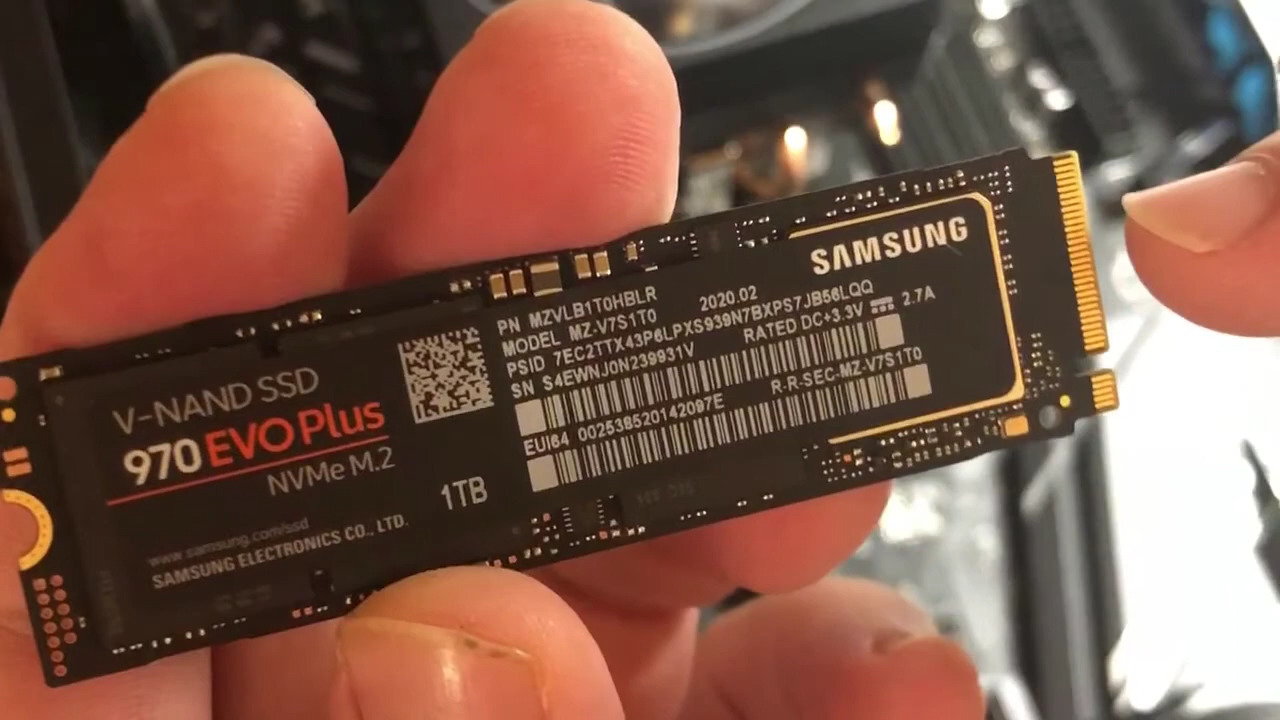 V-NAND SSD
970 EVO Plus
NVMe M.2
1TB
www.samsung.com/ssd
SAMSUNG ELECTRONICS CO., LTD.
SAMSUNG
PN MZVLB1T0HBLR 2020.02
MODEL MZ-V7S1T0
PSID 7EC2TTX43P6LPXS939N7BXPS7JB56LQQ
SN S4EWNJ0N239931V RATED DC+3.3V 2.7A
EUI64 002538520142097E R-R-SEC-MZ-V7S1T0